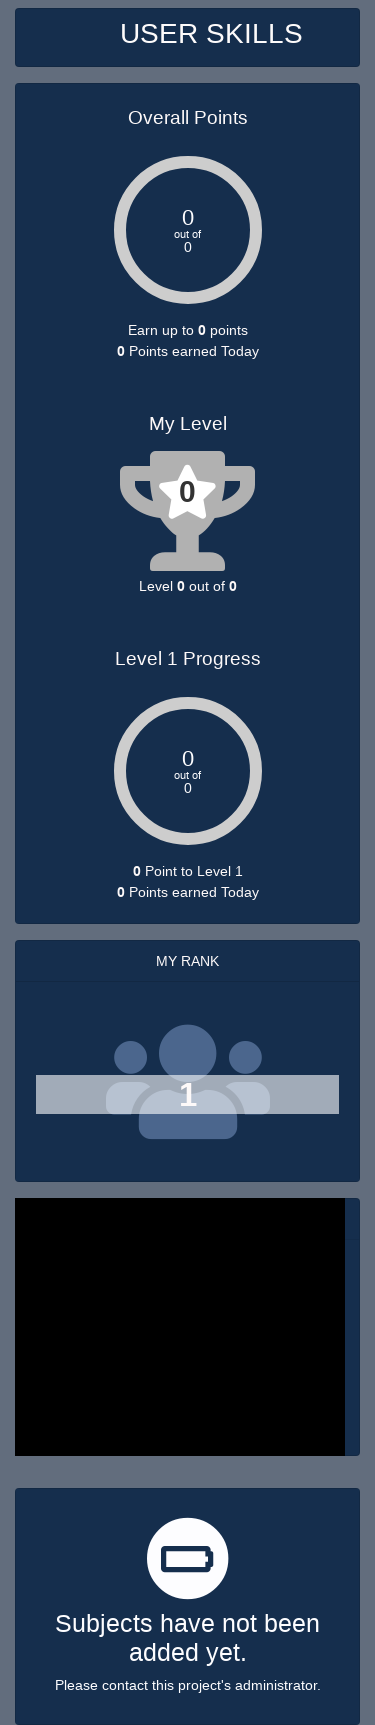 USER SKILLS
Overall Points
0
out of
0
Earn up to 0 points
0 Points earned Today
My Level
0
Level 0 out of 0
Level 1 Progress
0
out of
0
0 Point to Level 1
0 Points earned Today
MY RANK
1
Subjects have not been
added yet.
Please contact this project's administrator.